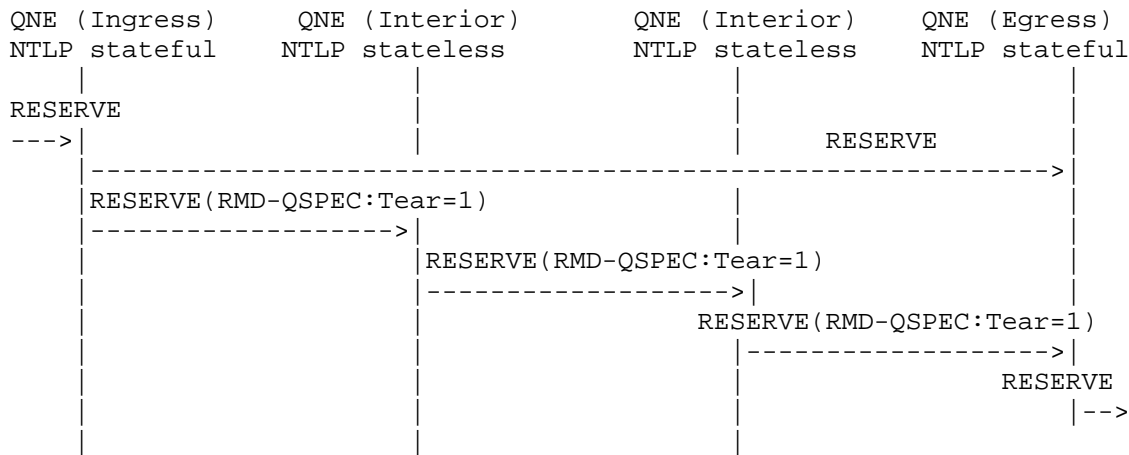 QNE (Ingress) QNE (Interior) QNE (Interior) QNE (Egress)
NTLP stateful NTLP stateless NTLP stateless NTLP stateful
RESERVE
RESERVE
RESERVE(RMD-QSPEC:Tear=1)
RESERVE(RMD-QSPEC:Tear=1)
RESERVE(RMD-QSPEC:Tear=1)
RESERVE